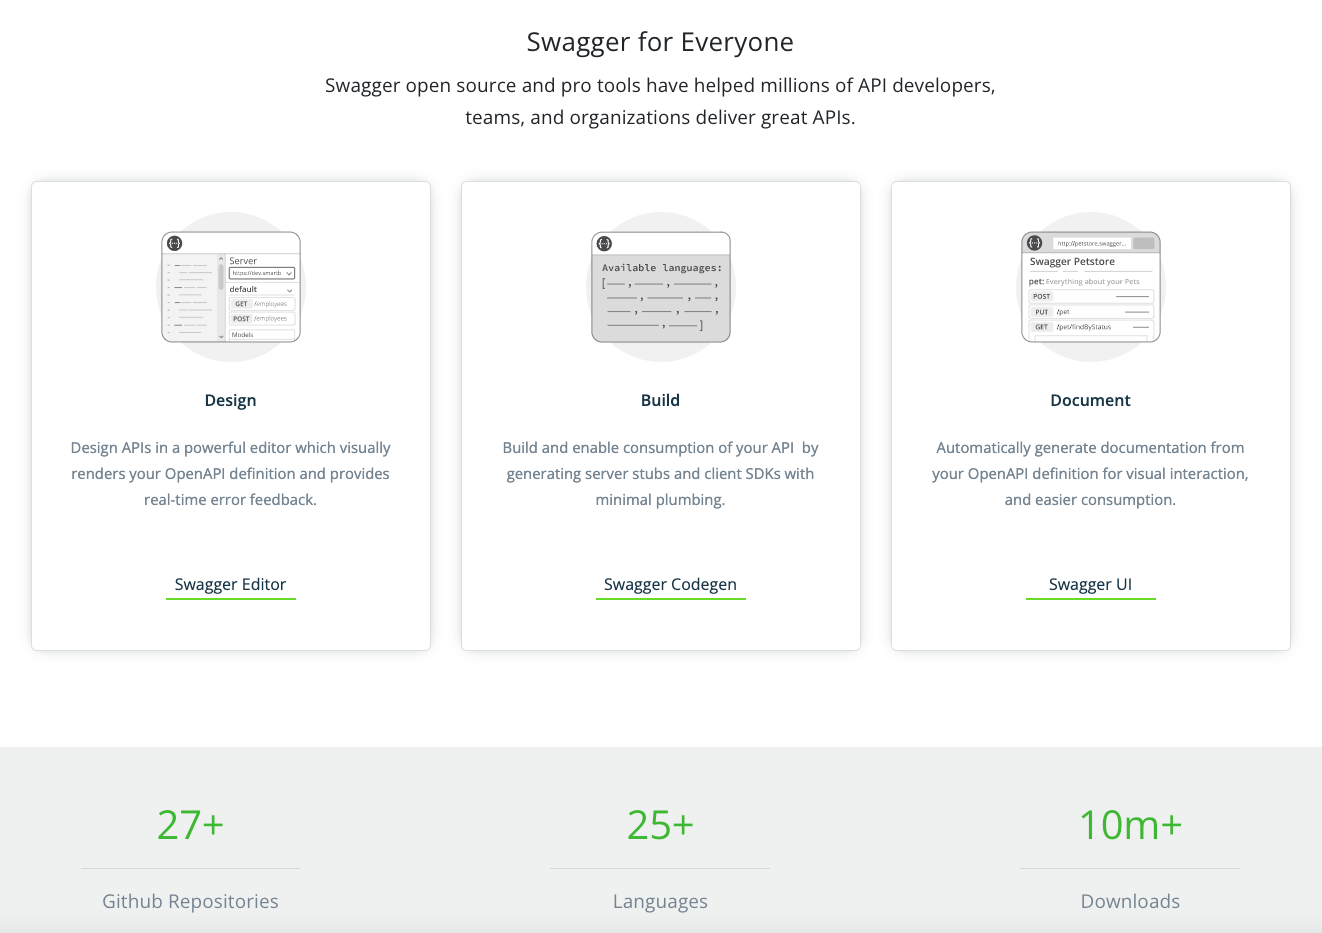 Swagger for Everyone
Swagger open source and pro tools have helped millions of API developers,
teams, and organizations deliver great APIs.
Server
https://dev.smartb
default
GET /employees
POST /employees
Models
Design
Design APIs in a powerful editor which visually
renders your OpenAPI definition and provides
real-time error feedback.
Swagger Editor
Available languages:
Build
Build and enable consumption of your API by
generating server stubs and client SDKs with
minimal plumbing.
Swagger Codegen
http://petstore.swagger...
Swagger Petstore
pet: Everything about your Pets
POST
PUT /pet
GET /pet/findByStatus
Document
Automatically generate documentation from
your OpenAPI definition for visual interaction,
and easier consumption.
Swagger UI
27+
Github Repositories
25+
Languages
10m+
Downloads